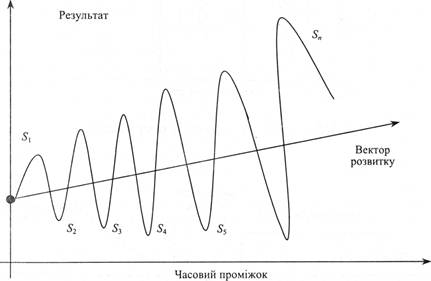 Результат
Sₙ
S₁
Вектор
розвитку
S₂
S₃
S₄
S₅
Часовий проміжок